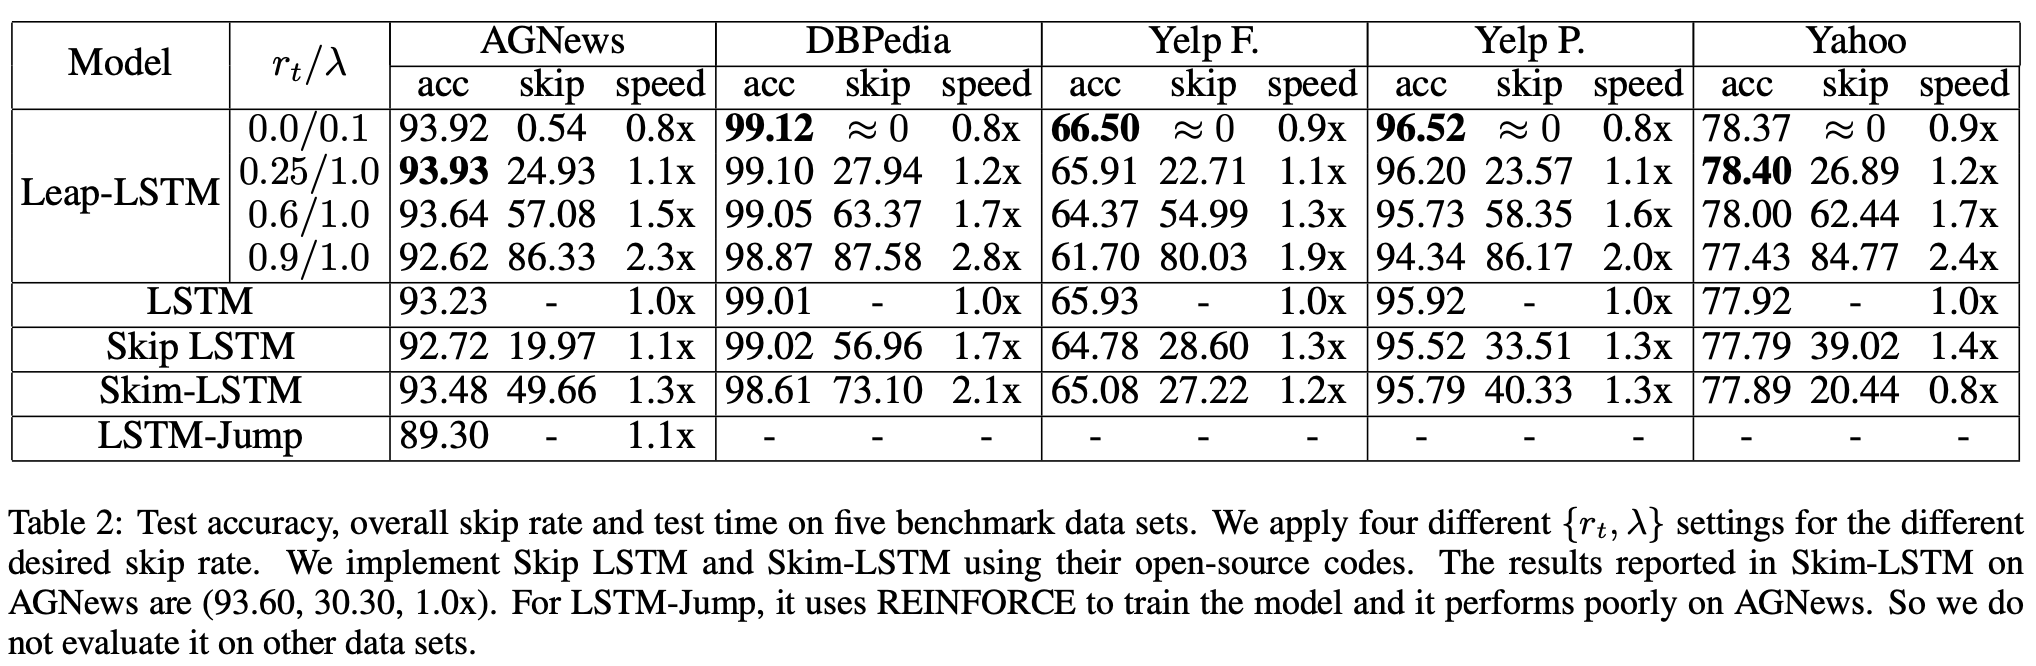 Model r_t/λ AGNews DBPedia Yelp F. Yelp P. Yahoo
acc skip speed acc skip speed acc skip speed acc skip speed acc skip speed
0.0/0.1 93.92 0.54 0.8x 99.12 ≈ 0 0.8x 66.50 ≈ 0 0.9x 96.52 ≈ 0 0.8x 78.37 ≈ 0 0.9x
Leap-LSTM 0.25/1.0 93.93 24.93 1.1x 99.10 27.94 1.2x 65.91 22.71 1.1x 96.20 23.57 1.1x 78.40 26.89 1.2x
0.6/1.0 93.64 57.08 1.5x 99.05 63.37 1.7x 64.37 54.99 1.3x 95.73 58.35 1.6x 78.00 62.44 1.7x
0.9/1.0 92.62 86.33 2.3x 98.87 87.58 2.8x 61.70 80.03 1.9x 94.34 86.17 2.0x 77.43 84.77 2.4x
LSTM 93.23 - 1.0x 99.01 - 1.0x 65.93 - 1.0x 95.92 - 1.0x 77.92 - 1.0x
Skip LSTM 92.72 19.97 1.1x 99.02 56.96 1.7x 64.78 28.60 1.3x 95.52 33.51 1.3x 77.79 39.02 1.4x
Skim-LSTM 93.48 49.66 1.3x 98.61 73.10 2.1x 65.08 27.22 1.2x 95.79 40.33 1.3x 77.89 20.44 0.8x
LSTM-Jump 89.30 - 1.1x - - - - - - - - - - - -
Table 2: Test accuracy, overall skip rate and test time on five benchmark data sets. We apply four different {r_t, λ} settings for the different
desired skip rate. We implement Skip LSTM and Skim-LSTM using their open-source codes. The results reported in Skim-LSTM on
AGNews are (93.60, 30.30, 1.0x). For LSTM-Jump, it uses REINFORCE to train the model and it performs poorly on AGNews. So we do
not evaluate it on other data sets.